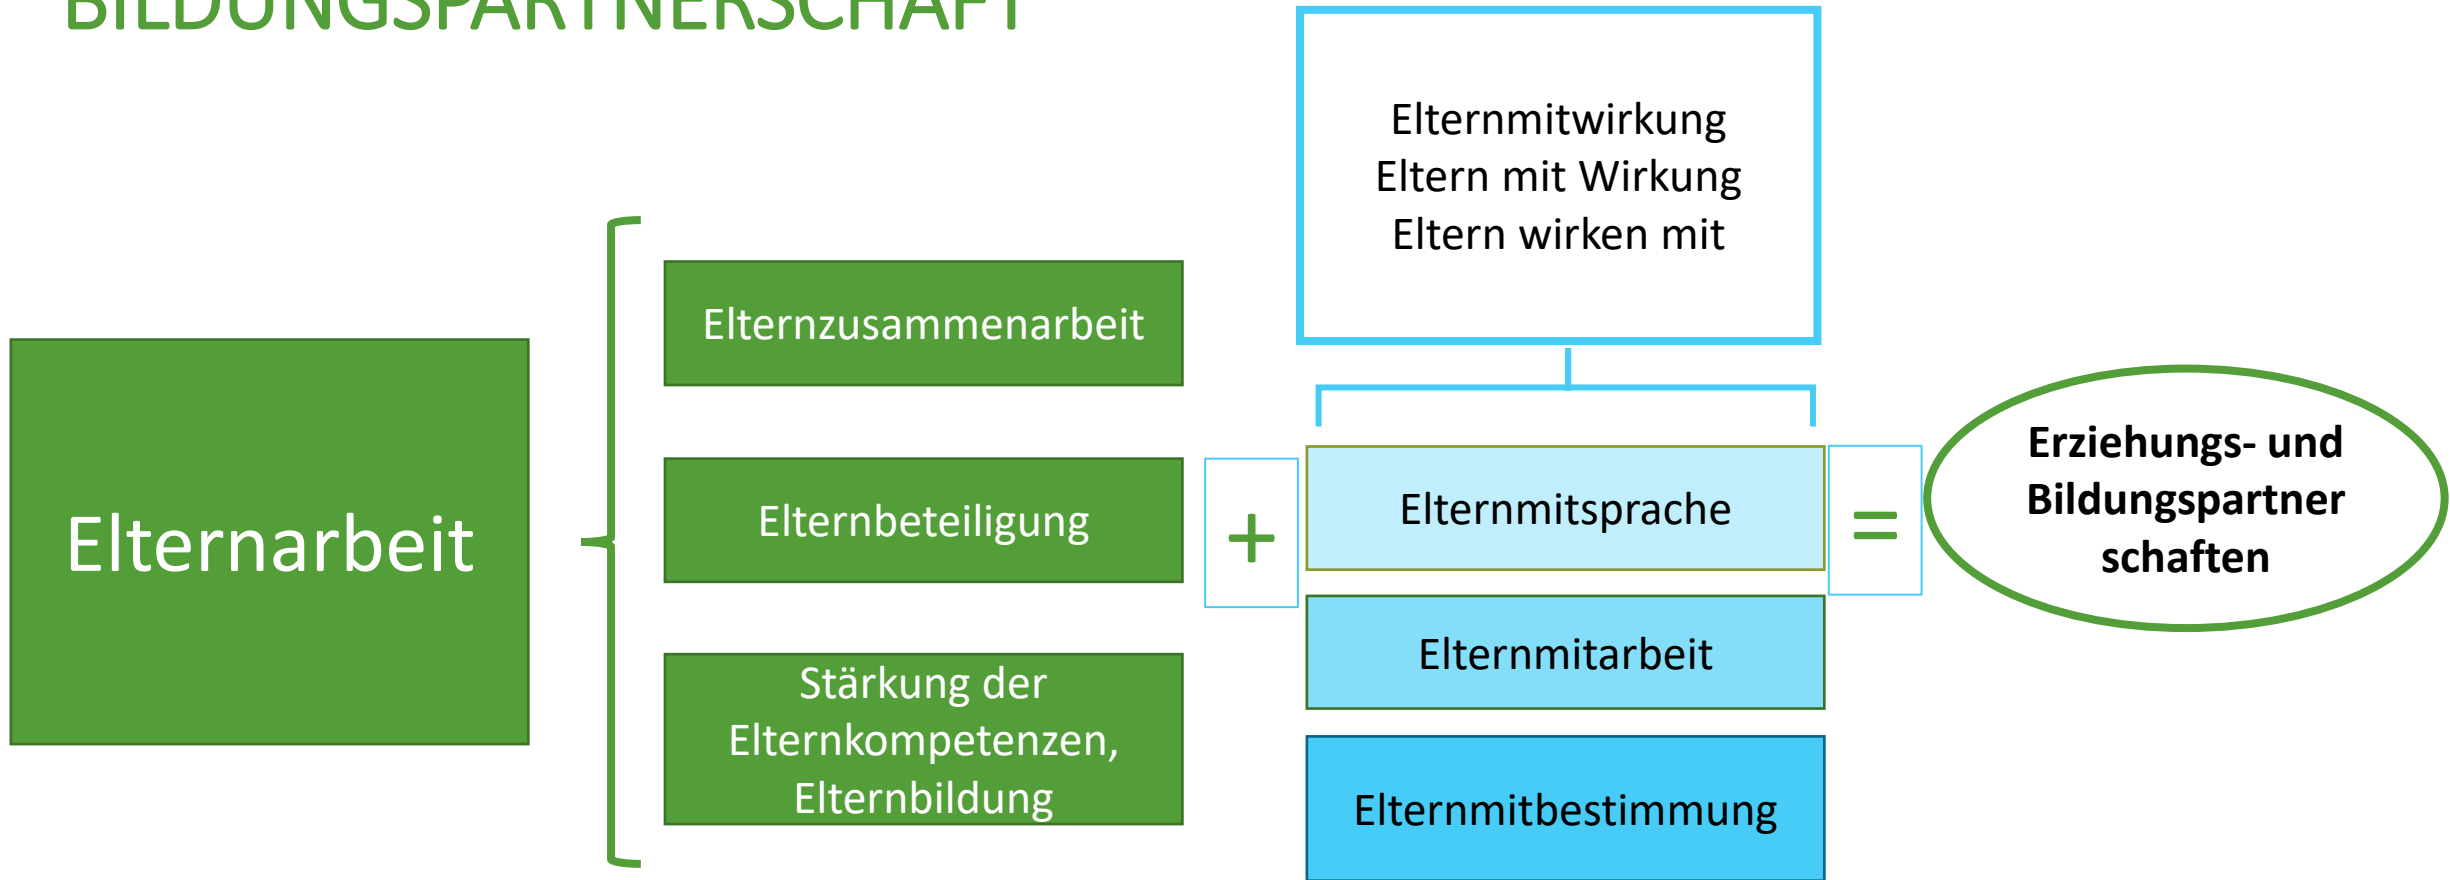 BILDUNGSPARTNERSCHAFT
Elternmitwirkung
Eltern mit Wirkung
Eltern wirken mit
Elternarbeit
Elternzusammenarbeit
Elternbeteiligung
Stärkung der
Elternkompetenzen,
Elternbildung
+
Elternmitsprache
Elternmitarbeit
Elternmitbestimmung
=
Erziehungs- und
Bildungspartner
schaften